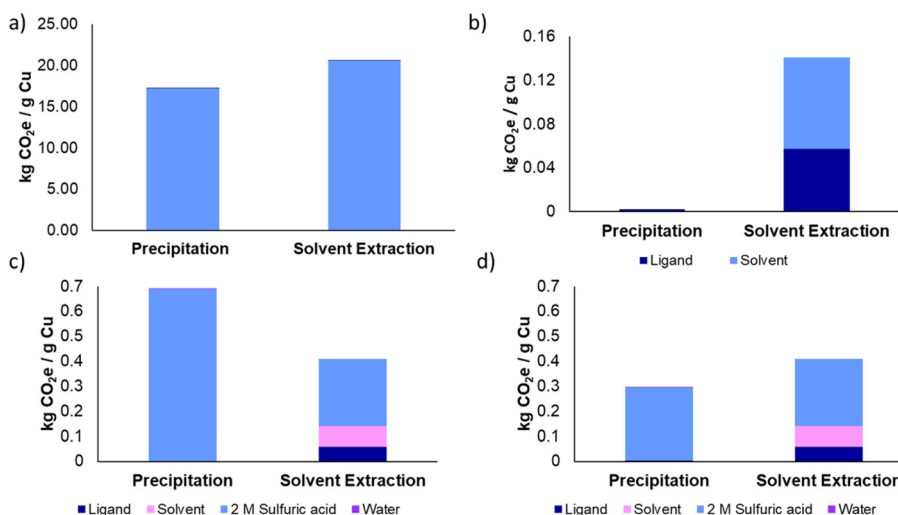 a)
kg CO₂e / g Cu
25.00
20.00
15.00
10.00
5.00
0.00
Precipitation Solvent Extraction
b)
kg CO₂e / g Cu
0.16
0.12
0.08
0.04
0
Precipitation Solvent Extraction
Ligand Solvent
c)
kg CO₂e / g Cu
0.7
0.6
0.5
0.4
0.3
0.2
0.1
0
Precipitation Solvent Extraction
Ligand Solvent 2 M Sulfuric acid Water
d)
kg CO₂e / g Cu
0.7
0.6
0.5
0.4
0.3
0.2
0.1
0
Precipitation Solvent Extraction
Ligand Solvent 2 M Sulfuric acid Water